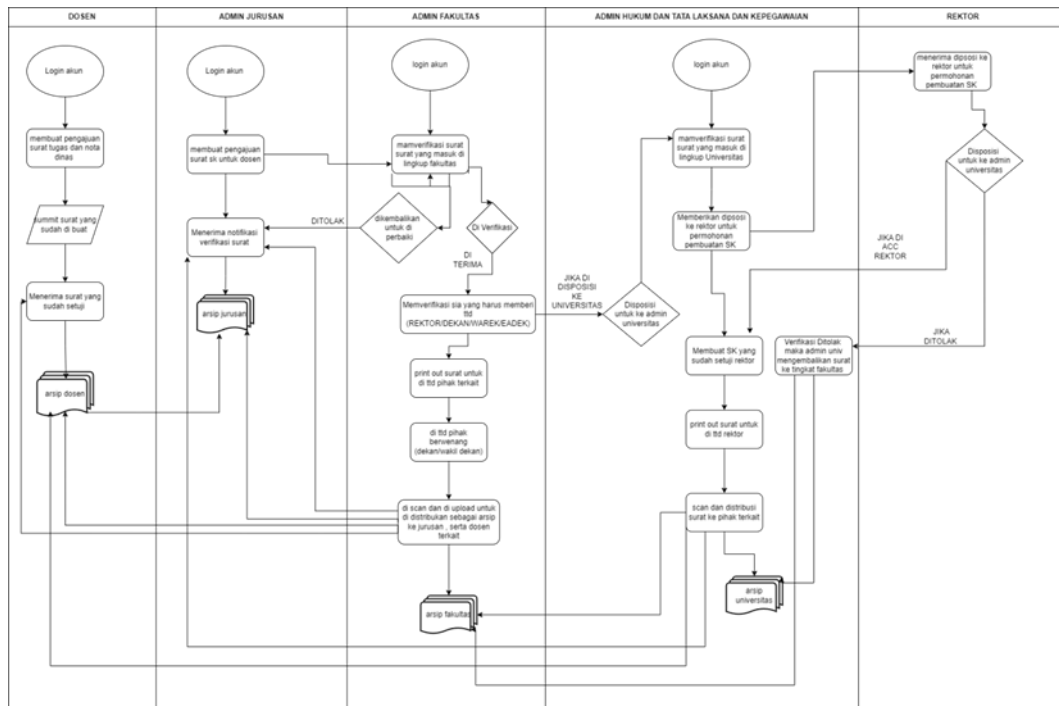 DOSEN
ADMIN JURUSAN
ADMIN FAKULTAS
ADMIN HUKUM DAN TATA LAKSANA DAN KEPEGAWAIAN
REKTOR
Login akun
membuat pengajuan
surat tugas dan nota
dinas
summit surat yang
sudah di buat
Menerima surat yang
sudah setuji
arsip dosen
Login akun
membuat pengajuan
surat sk untuk dosen
DITOLAK
Menerima notifikasi
verifikasi surat
arsip jurusan
login akun
mamverifikasi surat
surat yang masuk di
lingkup fakultas
dikembalikan
untuk di
perbaiki
Di Verifikasi
DI
TERIMA
Memverifikasi sia yang harus memberi
ttd
(REKTOR/DEKAN/WAREK/EADEK)
print out surat untuk
di ttd pihak terkait
di ttd pihak
berwenang
(dekan/wakil dekan)
di scan dan di upload untuk
di distribukan sebagai arsip
ke jurusan , serta dosen
terkait
arsip fakultas
JIKA DI
DISPOSISI
KE
UNIVERSITAS
Disposisi
untuk ke admin
universitas
login akun
mamverifikasi surat
surat yang masuk di
lingkup Universitas
Memberikan dipsosi
ke rektor untuk
permohonan
pembuatan SK
Membuat SK yang
sudah setuji rektor
print out surat untuk
di ttd rektor
scan dan distribusi
surat ke pihak terkait
arsip
universitas
Verifikasi Ditolak
maka admin univ
mengembalikan surat
ke tingkat fakultas
menerima dipsosi ke
rektor untuk
permohonan
pembuatan SK
Disposisi
untuk ke admin
universitas
JIKA DI
ACC
REKTOR
JIKA
DITOLAK